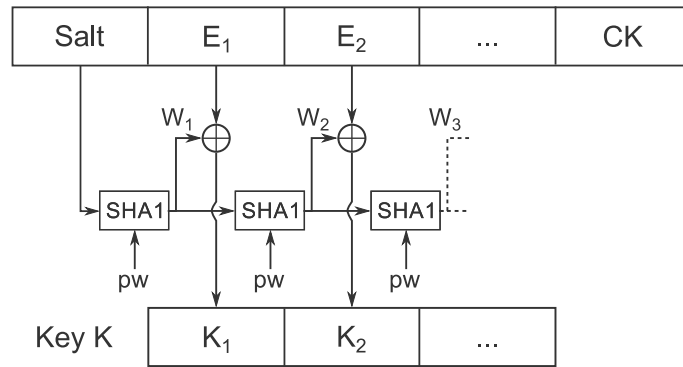 Salt E₁ E₂ ... CK
W₁ W₂ W₃
SHA1 SHA1 SHA1
pw pw pw
Key K K₁ K₂ ...